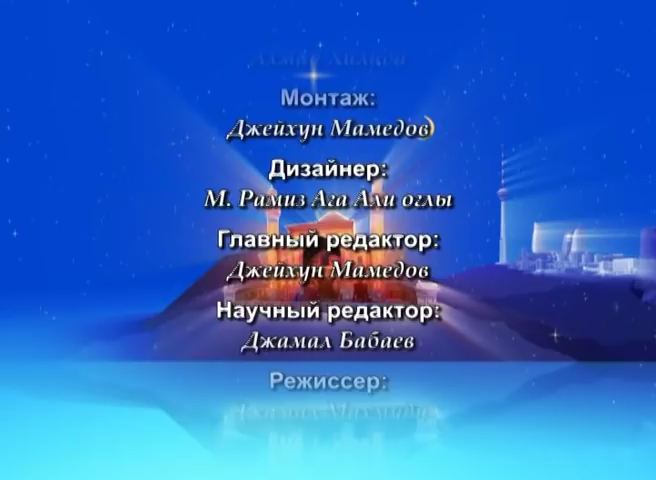 Монтаж:
Джейхун Мамедов
Дизайнер:
М. Рамиз Ага Али оглы
Главный редактор:
Джейхун Мамедов
Научный редактор:
Джамал Бабаев
Режиссер: